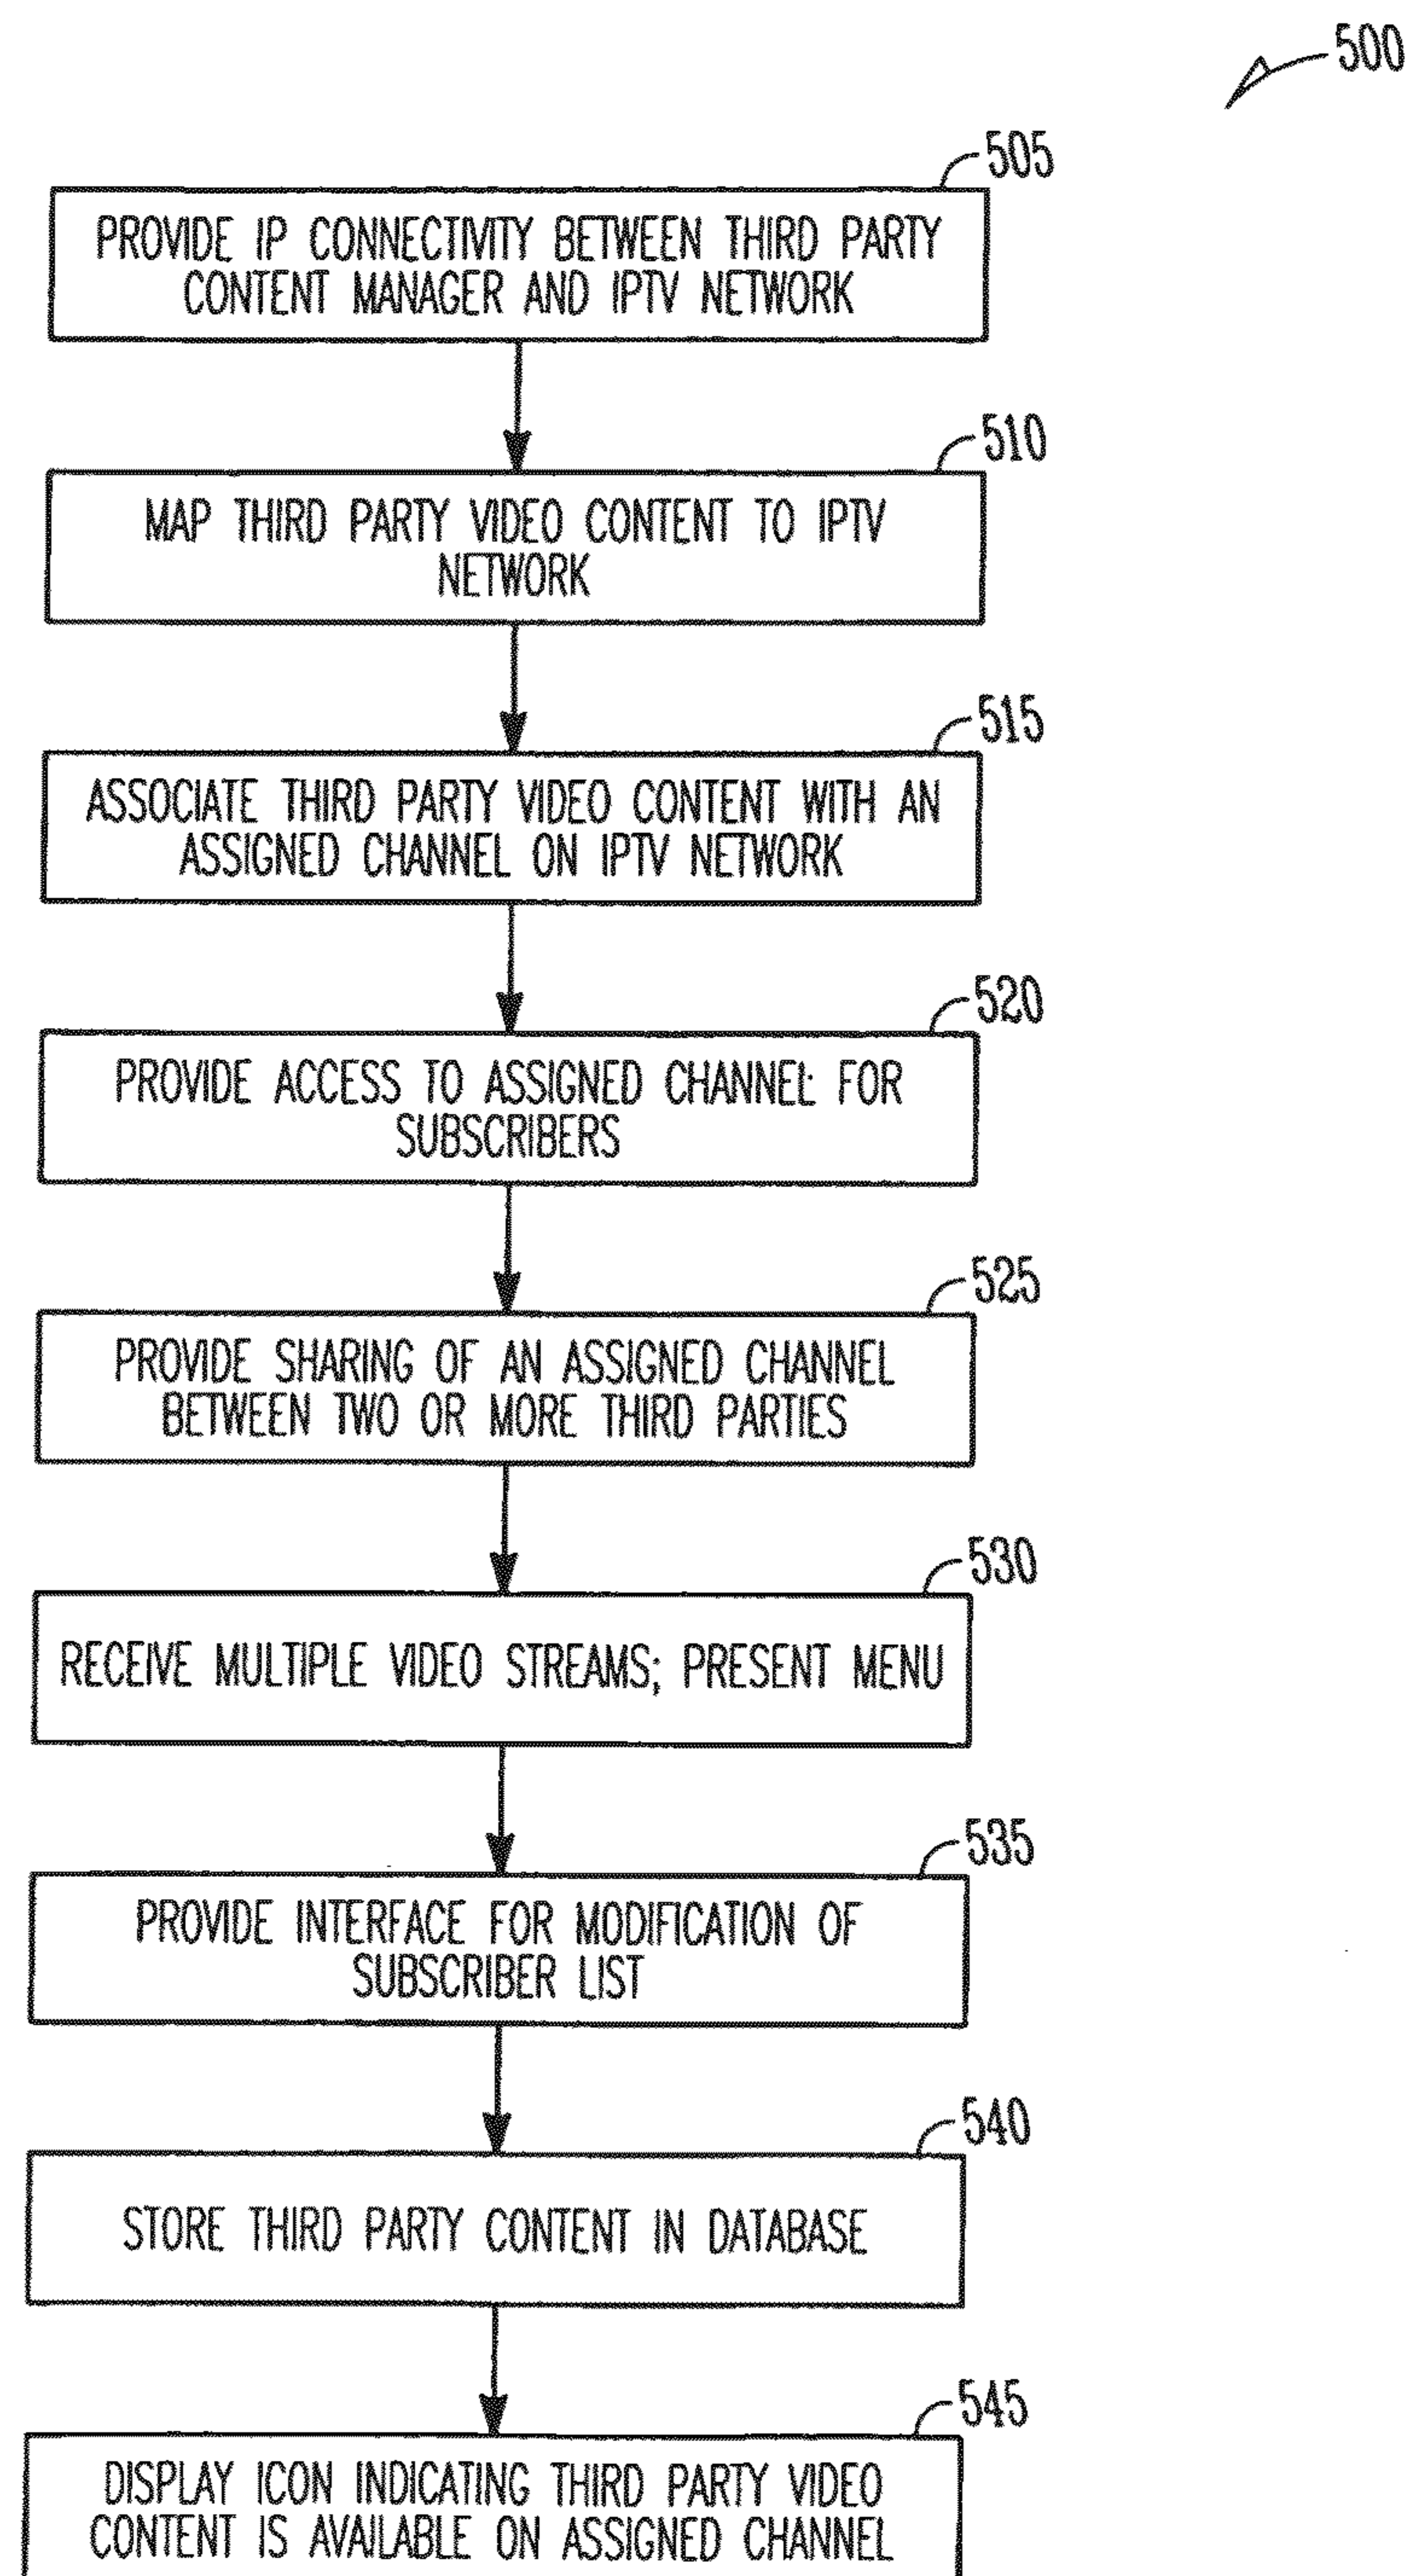 500
505
PROVIDE IP CONNECTIVITY BETWEEN THIRD PARTY
CONTENT MANAGER AND IPTV NETWORK
510
MAP THIRD PARTY VIDEO CONTENT TO IPTV
NETWORK
515
ASSOCIATE THIRD PARTY VIDEO CONTENT WITH AN
ASSIGNED CHANNEL ON IPTV NETWORK
520
PROVIDE ACCESS TO ASSIGNED CHANNEL FOR
SUBSCRIBERS
525
PROVIDE SHARING OF AN ASSIGNED CHANNEL
BETWEEN TWO OR MORE THIRD PARTIES
530
RECEIVE MULTIPLE VIDEO STREAMS; PRESENT MENU
535
PROVIDE INTERFACE FOR MODIFICATION OF
SUBSCRIBER LIST
540
STORE THIRD PARTY CONTENT IN DATABASE
545
DISPLAY ICON INDICATING THIRD PARTY VIDEO
CONTENT IS AVAILABLE ON ASSIGNED CHANNEL